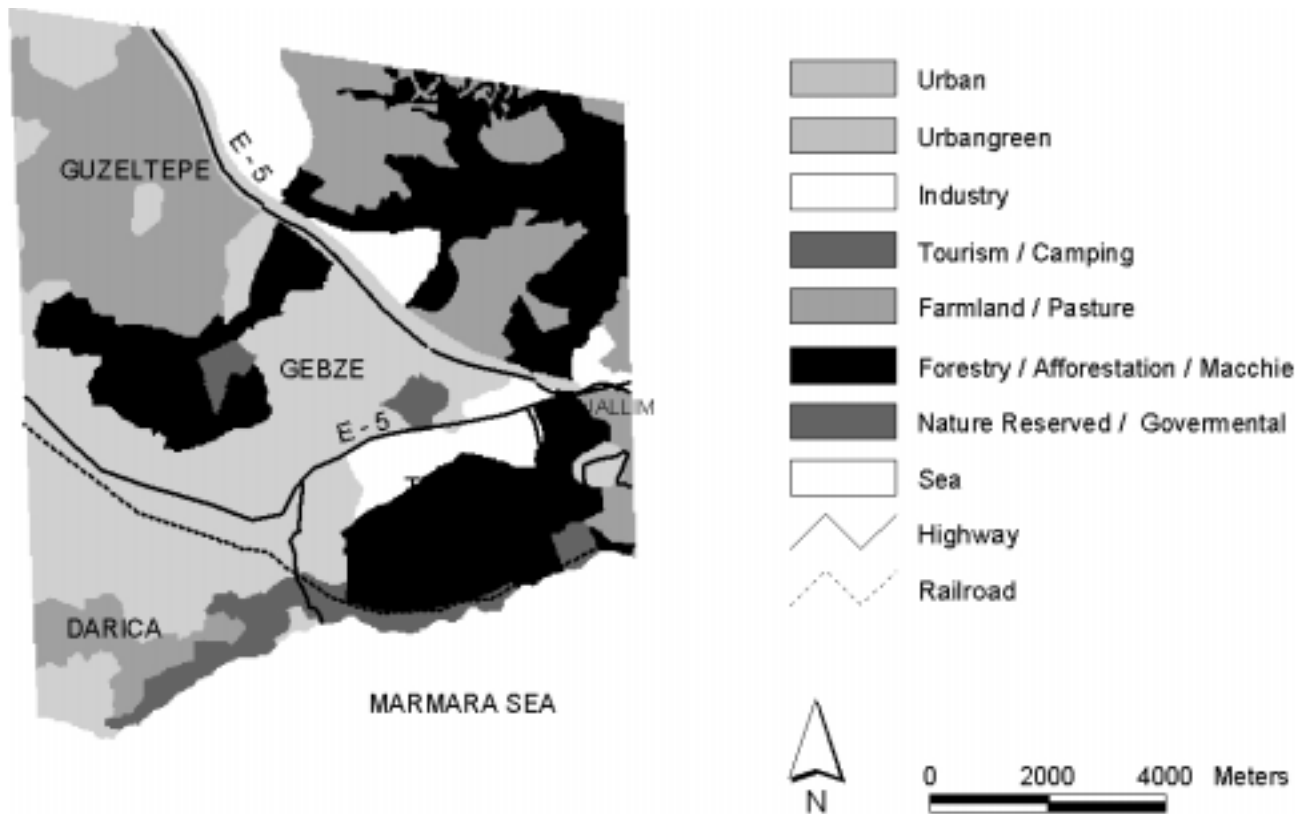 GUZELTEPE
E - 5
GEBZE
E - 5
DARICA
MARMARA SEA
Urban
Urbangreen
Industry
Tourism / Camping
Farmland / Pasture
Forestry / Afforestation / Macchie
Nature Reserved / Govermental
Sea
Highway
Railroad
N
0 2000 4000 Meters